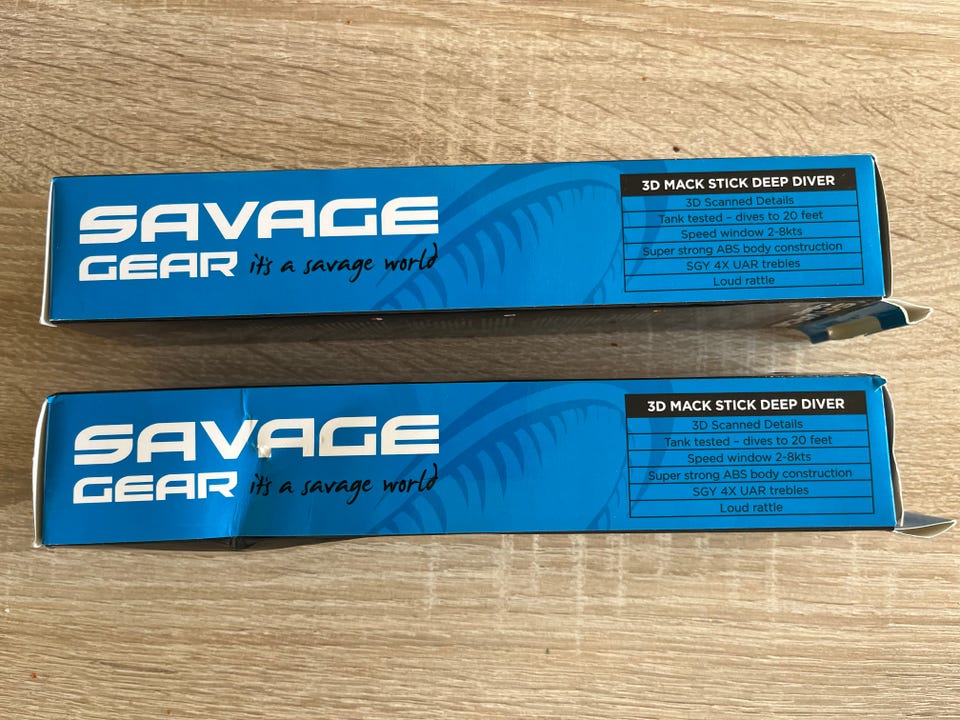 SAVAGE
GEAR it's a savage world
3D MACK STICK DEEP DIVER
3D Scanned Details
Tank tested – dives to 20 feet
Speed window 2-8kts
Super strong ABS body construction
SGY 4X UAR trebles
Loud rattle
SAVAGE
GEAR it's a savage world
3D MACK STICK DEEP DIVER
3D Scanned Details
Tank tested – dives to 20 feet
Speed window 2-8kts
Super strong ABS body construction
SGY 4X UAR trebles
Loud rattle